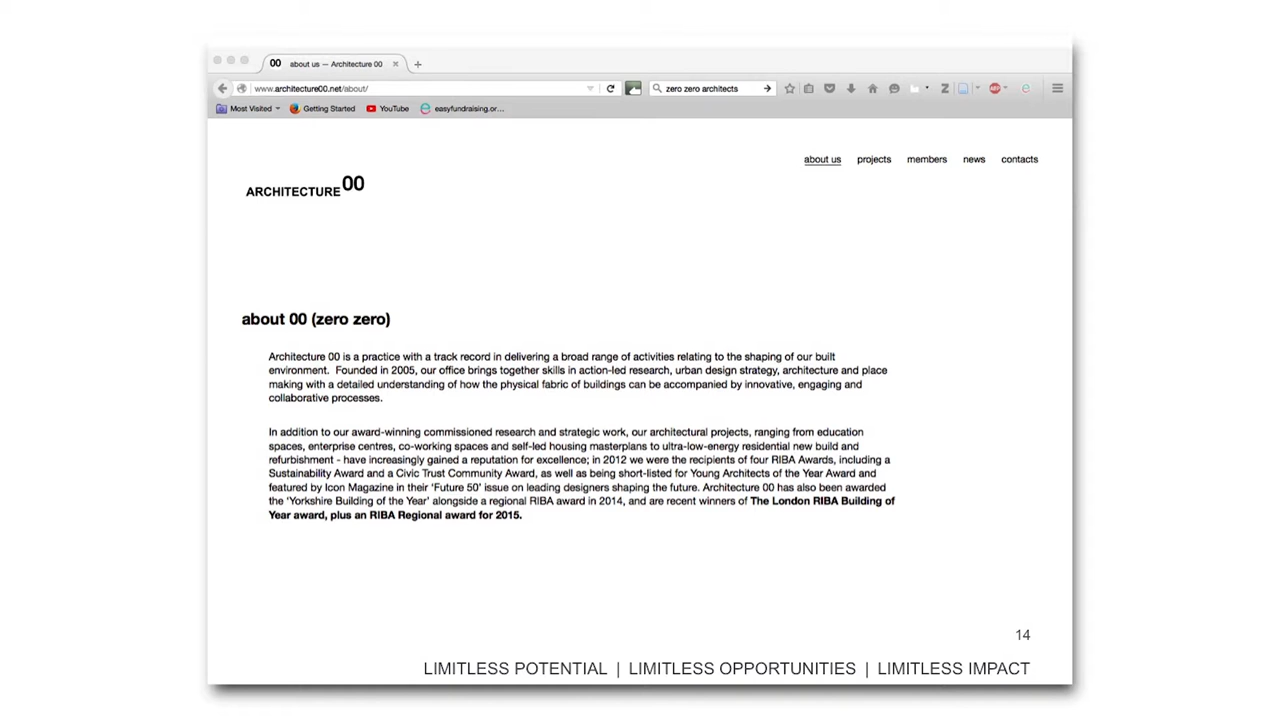 00 about us — Architecture 00 × +
www.architecture00.net/about/
zero zero architects
Most Visited
Getting Started
YouTube
easyfundraising.or...
about us projects members news contacts
ARCHITECTURE00
about 00 (zero zero)
Architecture 00 is a practice with a track record in delivering a broad range of activities relating to the shaping of our built
environment. Founded in 2005, our office brings together skills in action-led research, urban design strategy, architecture and place
making with a detailed understanding of how the physical fabric of buildings can be accompanied by innovative, engaging and
collaborative processes.
In addition to our award-winning commissioned research and strategic work, our architectural projects, ranging from education
spaces, enterprise centres, co-working spaces and self-led housing masterplans to ultra-low-energy residential new build and
refurbishment - have increasingly gained a reputation for excellence; in 2012 we were the recipients of four RIBA Awards, including a
Sustainability Award and a Civic Trust Community Award, as well as being short-listed for Young Architects of the Year Award and
featured by Icon Magazine in their ‘Future 50’ issue on leading designers shaping the future. Architecture 00 has also been awarded
the ‘Yorkshire Building of the Year’ alongside a regional RIBA award in 2014, and are recent winners of The London RIBA Building of
Year award, plus an RIBA Regional award for 2015.
14
LIMITLESS POTENTIAL | LIMITLESS OPPORTUNITIES | LIMITLESS IMPACT